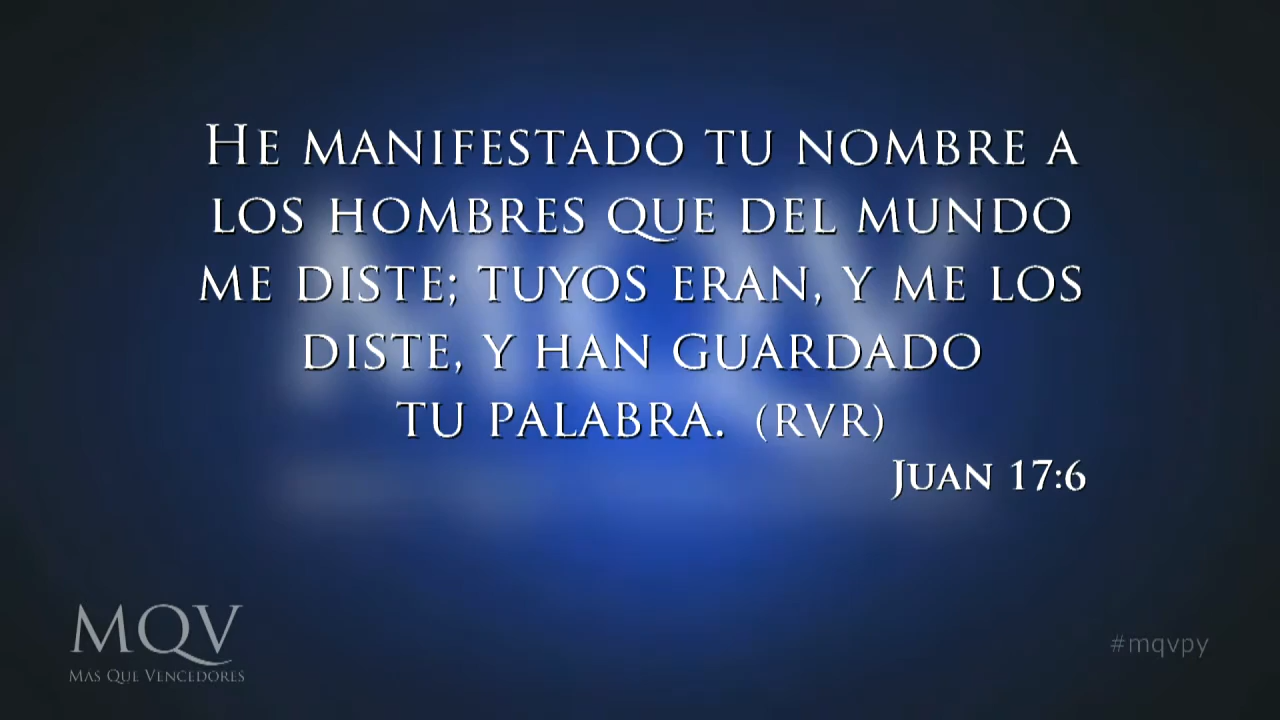 He manifestado tu nombre a
los hombres que del mundo
me diste; tuyos eran, y me los
diste, y han guardado
tu palabra. (RVR)
Juan 17:6
MQV
Mas Que Vencedores
#mqvpy